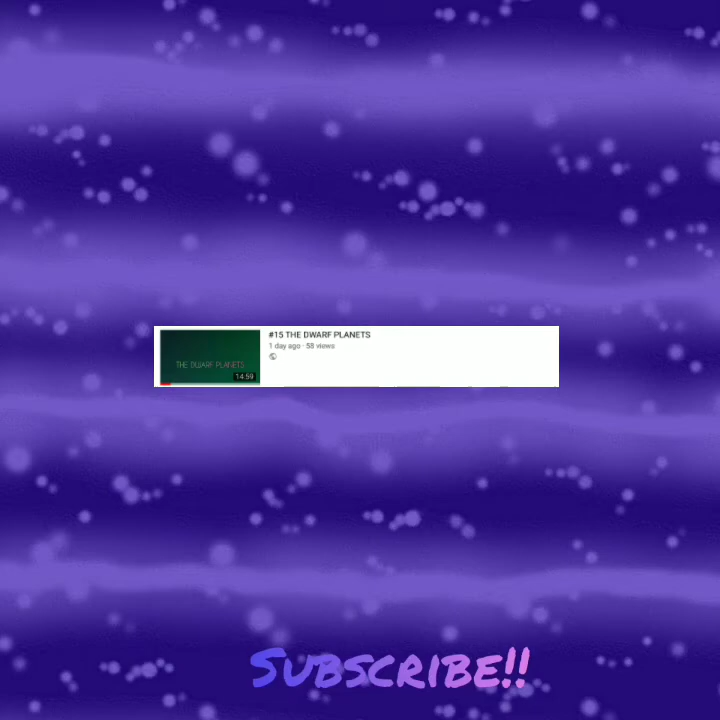 #15 THE DWARF PLANETS
1 day ago · 58 views
THE DWARF PLANETS
14:59
SUBSCRIBE!!